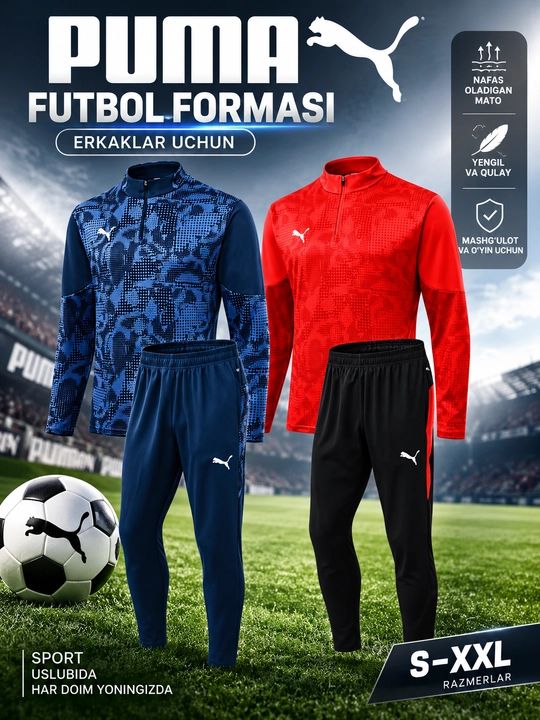 PUMA
FUTBOL FORMASI
ERKAKLAR UCHUN
NAFAS
OLADIGAN
MATO
YENGIL
VA QULAY
MASHG'ULOT
VA O'YIN UCHUN
SPORT
USLUBIDA
HAR DOIM YONINGIZDA
S-XXL
RAZMERLAR